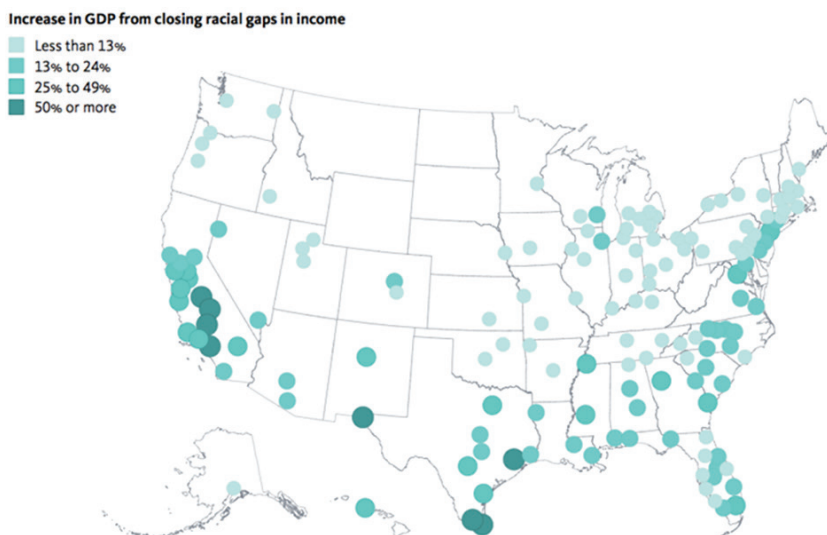 Increase in GDP from closing racial gaps in income
Less than 13%
13% to 24%
25% to 49%
50% or more